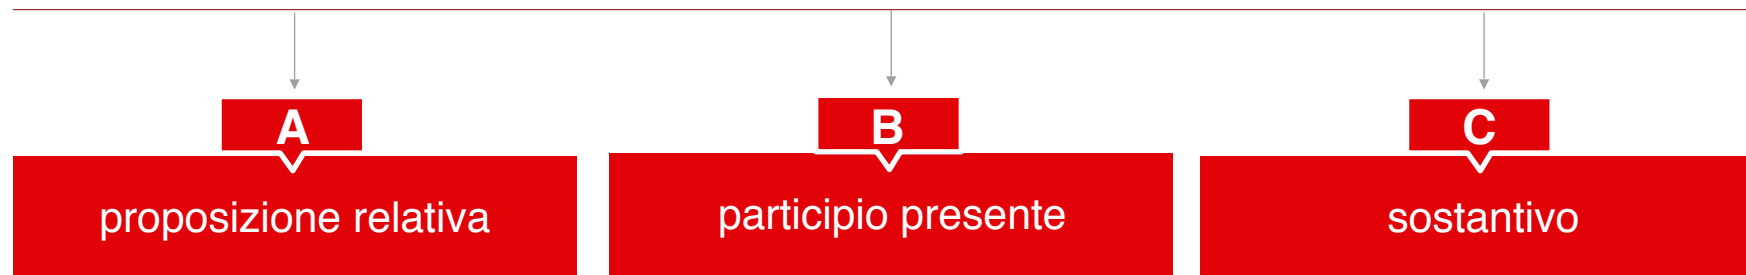 A
proposizione relativa
B
participio presente
C
sostantivo